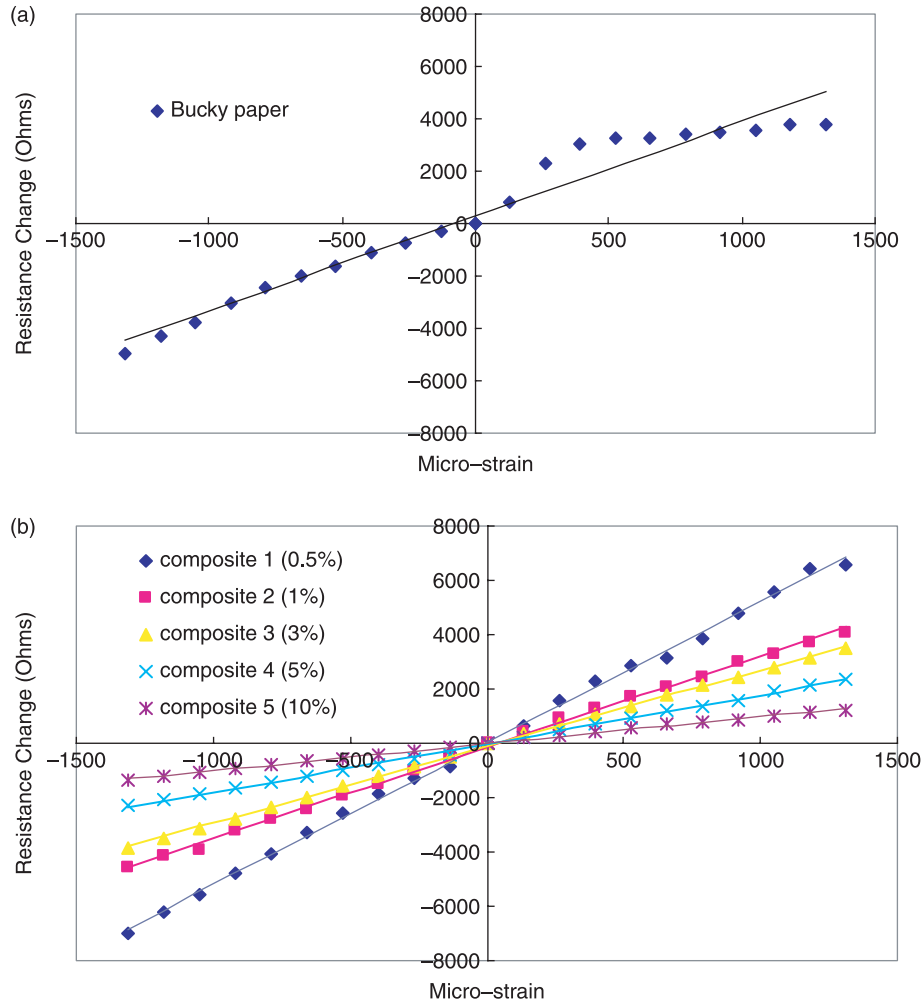 (a)
8000
6000
Bucky paper
4000
2000
0
–1500
–1000
–500
0
500
1000
1500
–2000
–4000
–6000
–8000
Resistance Change (Ohms)
Micro–strain
(b)
8000
composite 1 (0.5%)
6000
composite 2 (1%)
composite 3 (3%)
4000
composite 4 (5%)
2000
composite 5 (10%)
0
–1500
–1000
–500
0
500
1000
1500
–2000
–4000
–6000
–8000
Resistance Change (Ohms)
Micro–strain